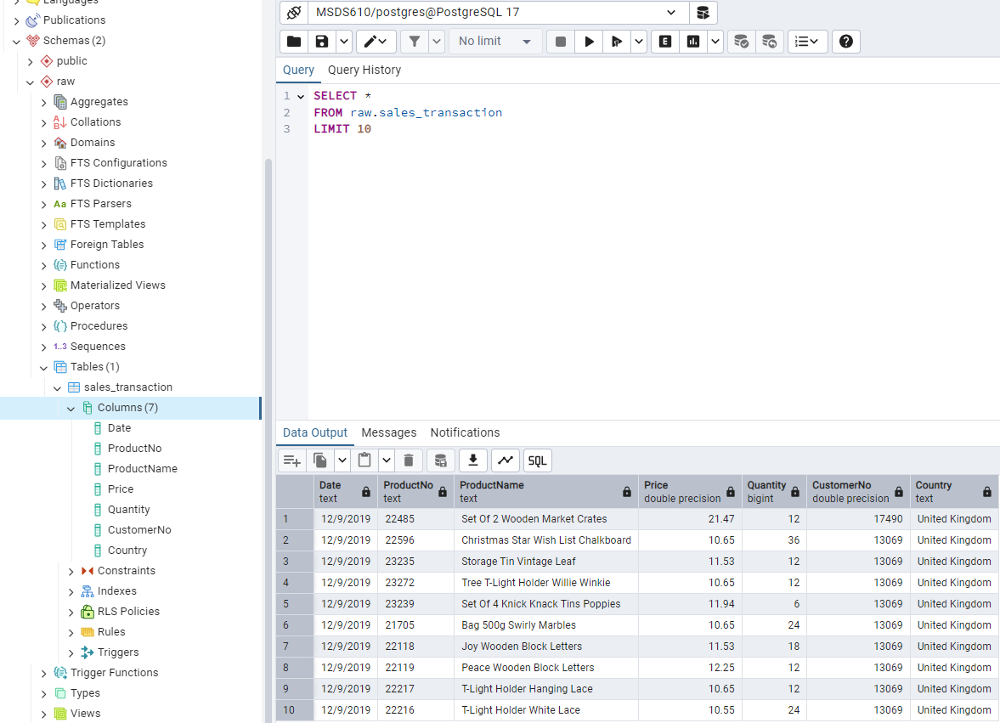 Languages
Publications
Schemas (2)
public
raw
Aggregates
Collations
Domains
FTS Configurations
FTS Dictionaries
Aa FTS Parsers
FTS Templates
Foreign Tables
Functions
Materialized Views
Operators
Procedures
1..3 Sequences
Tables (1)
sales_transaction
Columns (7)
Date
ProductNo
ProductName
Price
Quantity
CustomerNo
Country
Constraints
Indexes
RLS Policies
Rules
Triggers
Trigger Functions
Types
Views
MSDS610/postgres@PostgreSQL 17
No limit
E
Query Query History
1 SELECT *
2 FROM raw.sales_transaction
3 LIMIT 10
Data Output Messages Notifications
SQL
Date ProductNo ProductName Price Quantity CustomerNo Country
text text text double precision bigint double precision text
1 12/9/2019 22485 Set Of 2 Wooden Market Crates 21.47 12 17490 United Kingdom
2 12/9/2019 22596 Christmas Star Wish List Chalkboard 10.65 36 13069 United Kingdom
3 12/9/2019 23235 Storage Tin Vintage Leaf 11.53 12 13069 United Kingdom
4 12/9/2019 23272 Tree T-Light Holder Willie Winkie 10.65 12 13069 United Kingdom
5 12/9/2019 23239 Set Of 4 Knick Knack Tins Poppies 11.94 6 13069 United Kingdom
6 12/9/2019 21705 Bag 500g Swirly Marbles 10.65 24 13069 United Kingdom
7 12/9/2019 22118 Joy Wooden Block Letters 11.53 18 13069 United Kingdom
8 12/9/2019 22119 Peace Wooden Block Letters 12.25 12 13069 United Kingdom
9 12/9/2019 22217 T-Light Holder Hanging Lace 10.65 12 13069 United Kingdom
10 12/9/2019 22216 T-Light Holder White Lace 10.55 24 13069 United Kingdom